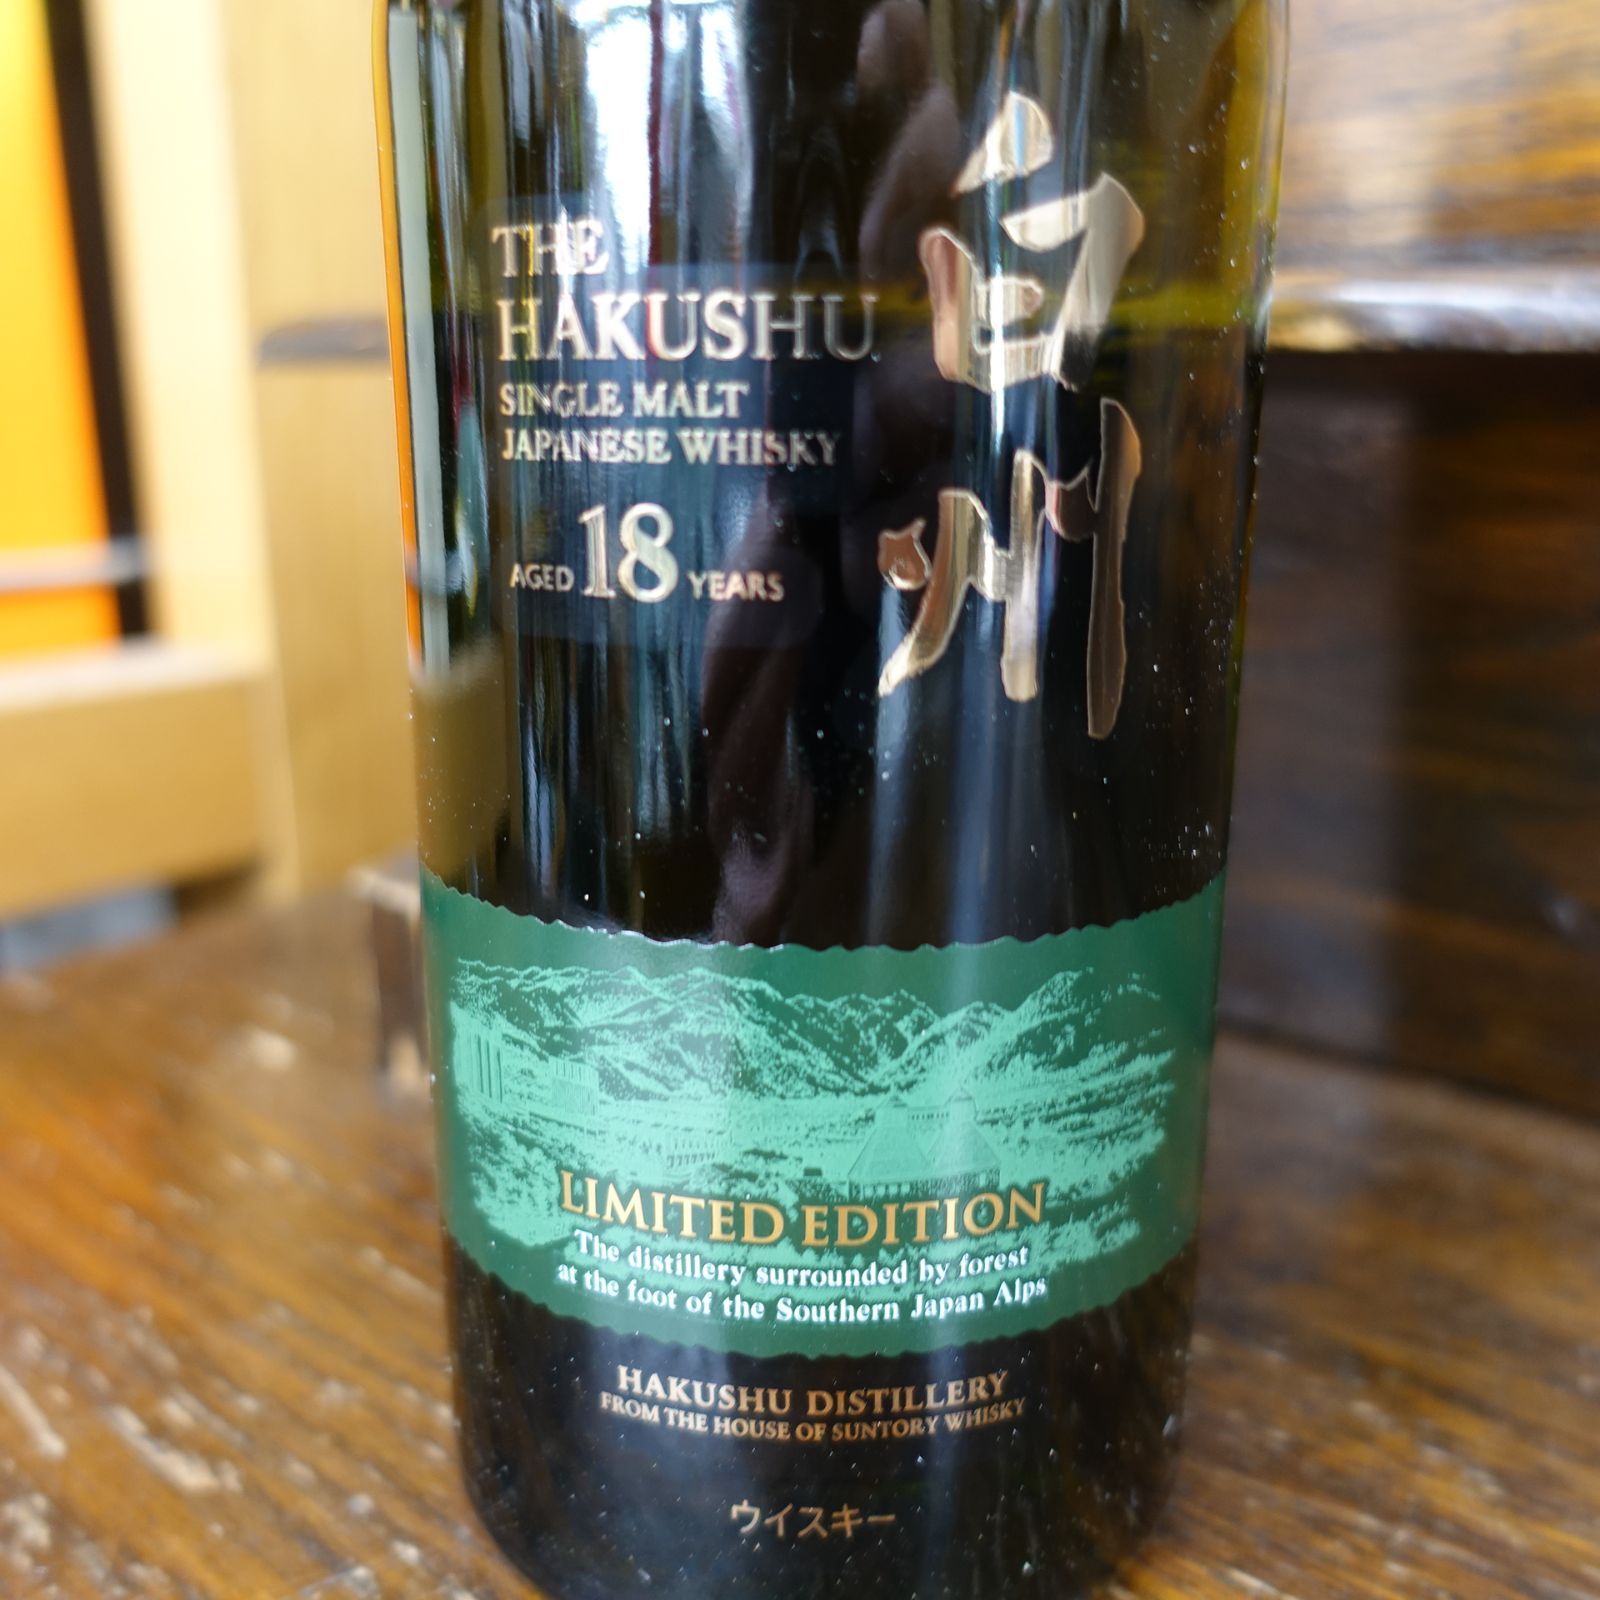 THE
HAKUSHU
SINGLE MALT
JAPANESE WHISKY
AGED 18 YEARS
白州
LIMITED EDITION
The distillery surrounded by forest
at the foot of the Southern Japan Alps
HAKUSHU DISTILLERY
FROM THE HOUSE OF SUNTORY WHISKY
ウイスキー